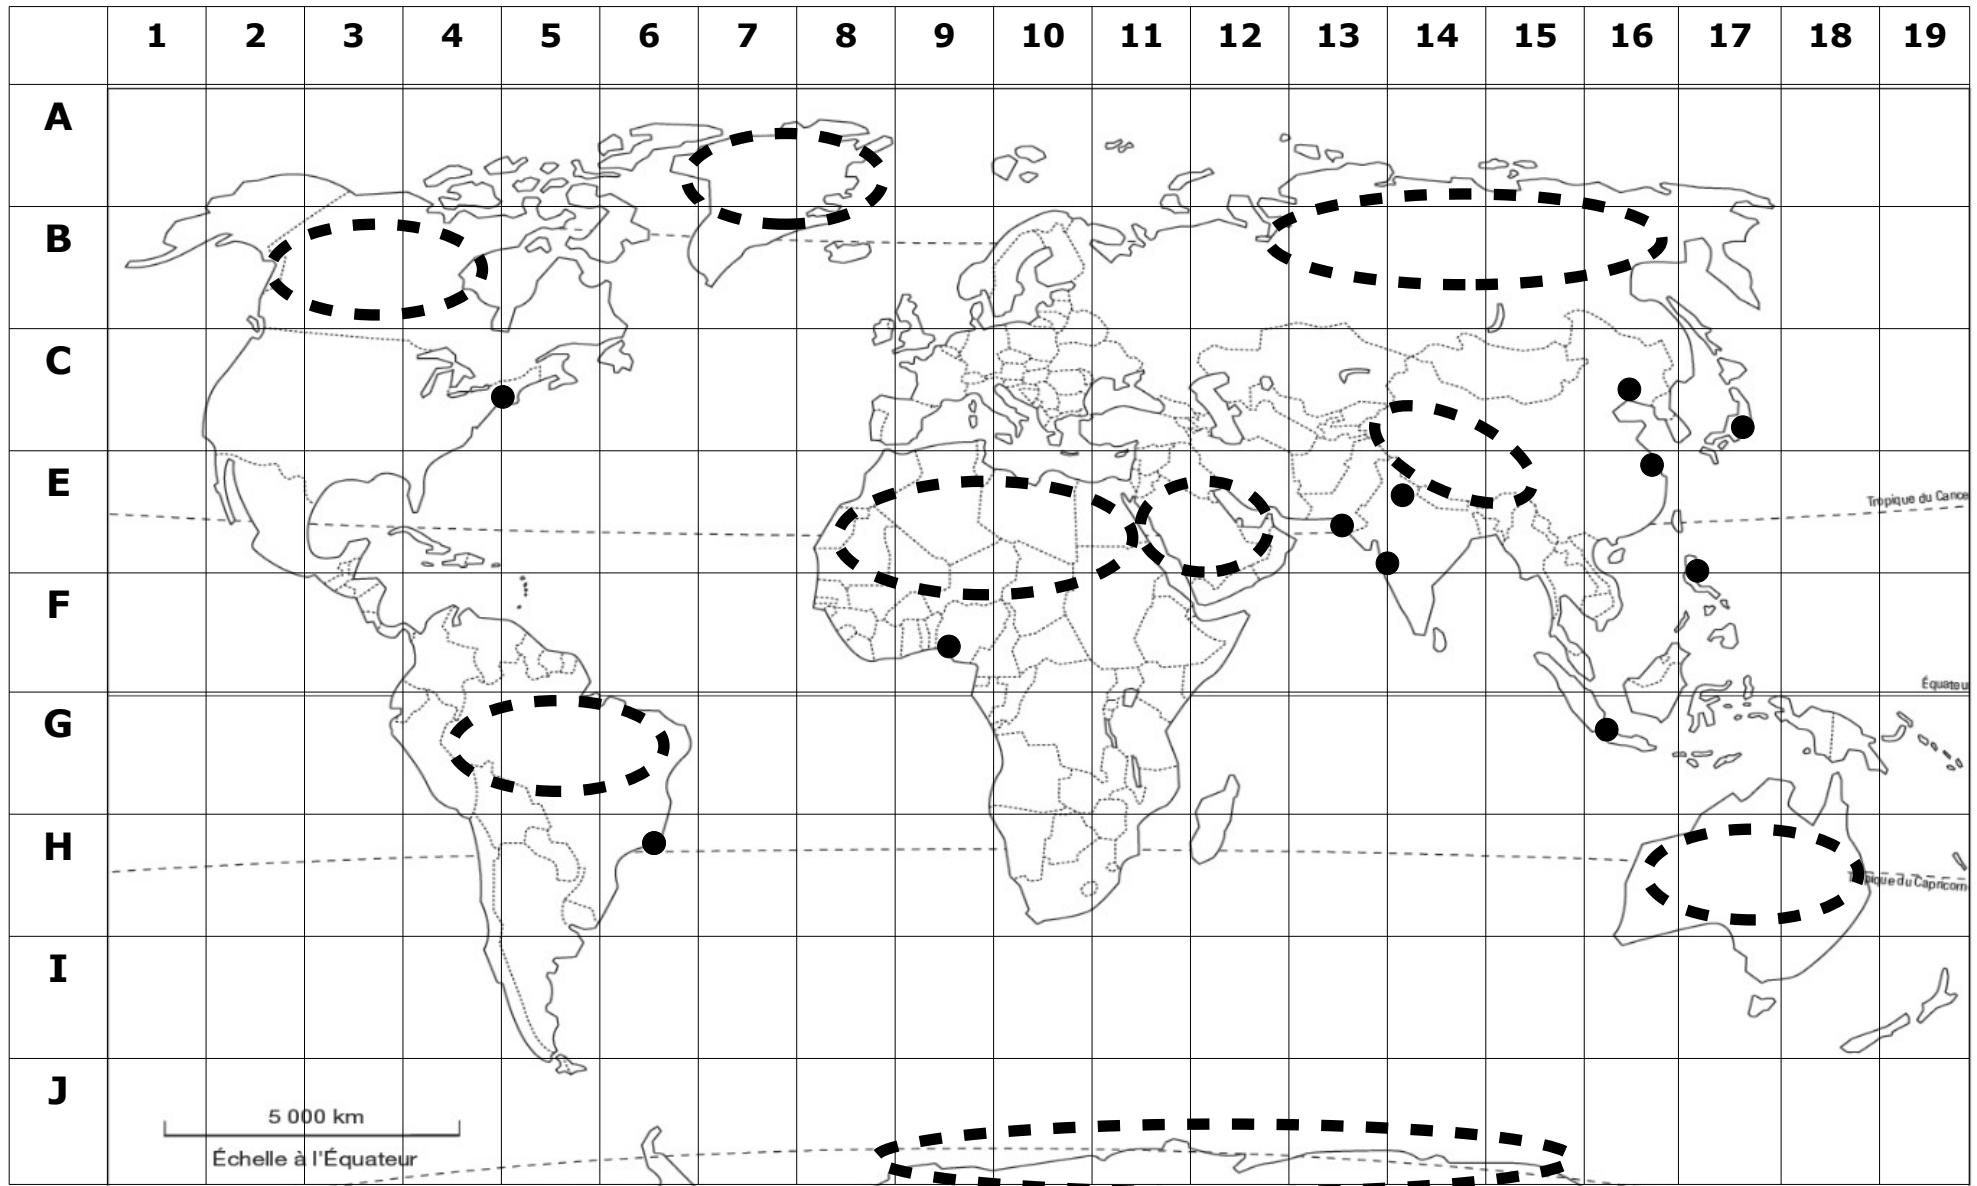 1 2 3 4 5 6 7 8 9 10 11 12 13 14 15 16 17 18 19
A
B
C
E
Tropique du Cance
F
Équateu
G
H
Tropique du Capricorn
I
J
5 000 km
Échelle à l'Équateur